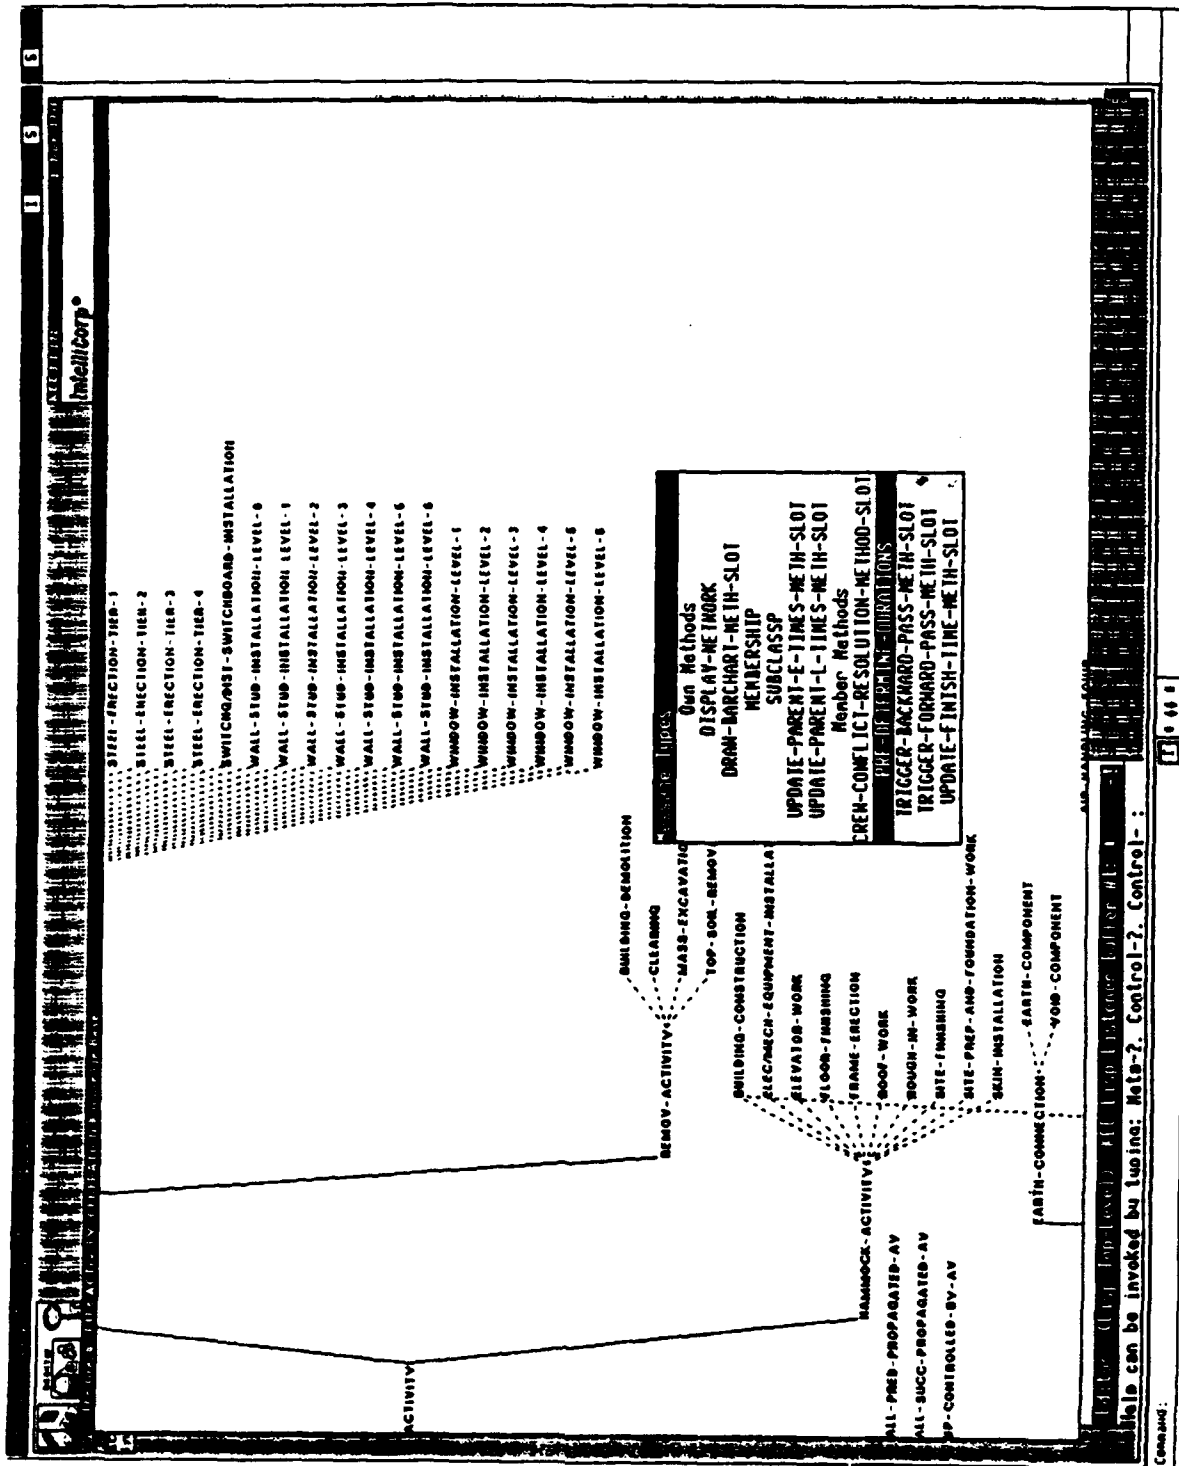 Intellicorp®
STEEL-ERECTION-TIER-1
STEEL-ERECTION-TIER-2
STEEL-ERECTION-TIER-3
STEEL-ERECTION-TIER-4
SWITCHG/DIST-SWITCHBOARD-INSTALLATION
WALL-STUD-INSTALLATION-LEVEL-0
WALL-STUD-INSTALLATION-LEVEL-1
WALL-STUD-INSTALLATION-LEVEL-2
WALL-STUD-INSTALLATION-LEVEL-3
WALL-STUD-INSTALLATION-LEVEL-4
WALL-STUD-INSTALLATION-LEVEL-5
WALL-STUD-INSTALLATION-LEVEL-6
WINDOW-INSTALLATION-LEVEL-1
WINDOW-INSTALLATION-LEVEL-2
WINDOW-INSTALLATION-LEVEL-3
WINDOW-INSTALLATION-LEVEL-4
WINDOW-INSTALLATION-LEVEL-5
WINDOW-INSTALLATION-LEVEL-6
ACTIVITY
BUILDING-DEMOLITION
CLEARING
MASS-EXCAVATIO
TOP-SOIL-REMOV
REMOV-ACTIVITY
Own Methods
DISPLAY-NETWORK
DRAW-BARCHART-METH-SLOT
MEMBERSHIP
SUBCLASSP
UPDATE-PARENT-E-TIMES-METH-SLOT
UPDATE-PARENT-L-TIMES-METH-SLOT
Member Methods
CREW-CONFLICT-RESOLUTION-METHOD-SLOT
PRE-DETERMINE-DURATIONS
TRIGGER-BACKWARD-PASS-METH-SLOT
TRIGGER-FORWARD-PASS-METH-SLOT
UPDATE-FINISH-TIME-METH-SLOT
BUILDING-CONSTRUCTION
ELEC/MECH-EQUIPMENT-INSTALLAT
ELEVATOR-WORK
FLOOR-FINISHING
FRAME-ERECTION
HAMMOCK-ACTIVITY
ROOF-WORK
ROUGH-IN-WORK
SITE-FINISHING
SITE-PREP-AND-FOUNDATION-WORK
SKIN-INSTALLATION
ALL-PRED-PROPAGATED-AV
ALL-SUCC-PROPAGATED-AV
OP-CONTROLLED-BY-AV
EARTH-COMPONENT
EARTH-CONNECTION
VOID-COMPONENT
Help can be invoked by typing: Meta-?, Control-?, Control- :
Command: